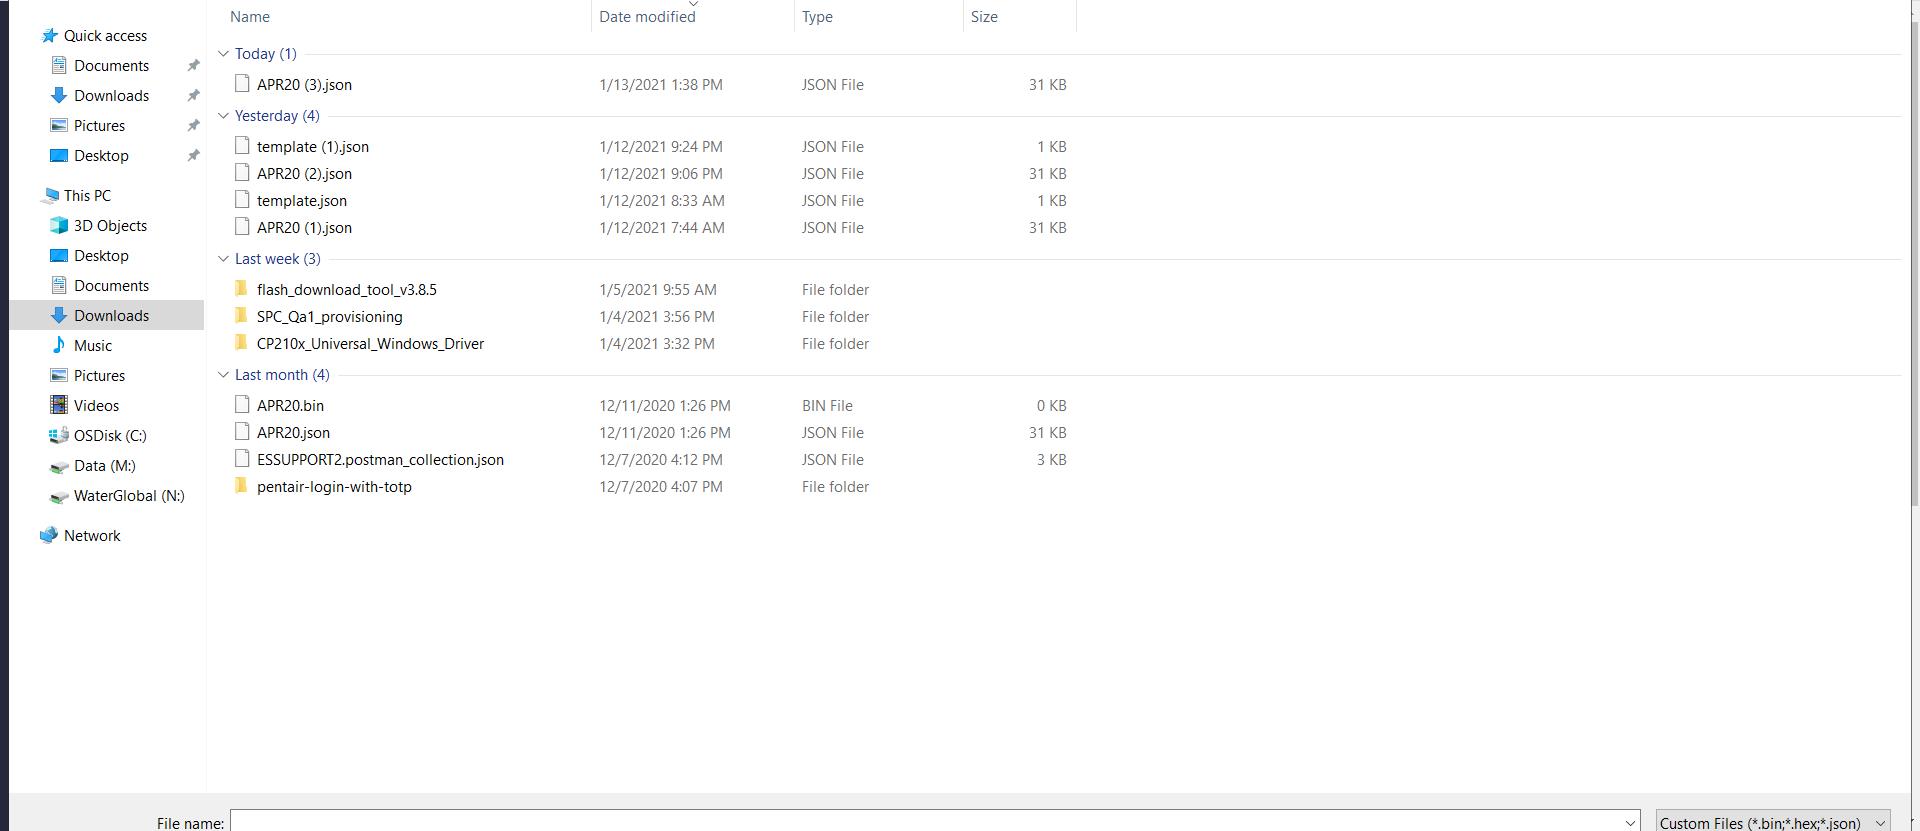 Name Date modified Type Size
Quick access
Documents
Downloads
Pictures
Desktop
This PC
3D Objects
Desktop
Documents
Downloads
Music
Pictures
Videos
OSDisk (C:)
Data (M:)
WaterGlobal (N:)
Network
Today (1)
APR20 (3).json 1/13/2021 1:38 PM JSON File 31 KB
Yesterday (4)
template (1).json 1/12/2021 9:24 PM JSON File 1 KB
APR20 (2).json 1/12/2021 9:06 PM JSON File 31 KB
template.json 1/12/2021 8:33 AM JSON File 1 KB
APR20 (1).json 1/12/2021 7:44 AM JSON File 31 KB
Last week (3)
flash_download_tool_v3.8.5 1/5/2021 9:55 AM File folder
SPC_Qa1_provisioning 1/4/2021 3:56 PM File folder
CP210x_Universal_Windows_Driver 1/4/2021 3:32 PM File folder
Last month (4)
APR20.bin 12/11/2020 1:26 PM BIN File 0 KB
APR20.json 12/11/2020 1:26 PM JSON File 31 KB
ESSUPPORT2.postman_collection.json 12/7/2020 4:12 PM JSON File 3 KB
pentair-login-with-totp 12/7/2020 4:07 PM File folder
File name: Custom Files (*.bin;*.hex;*.json)